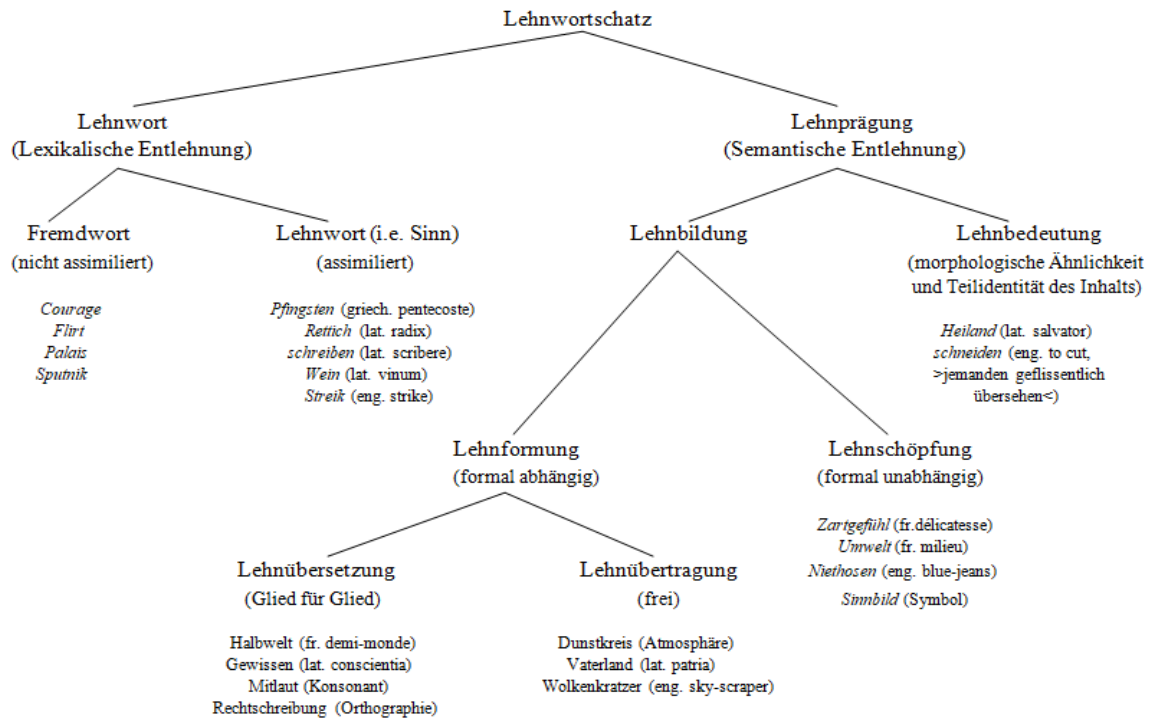 Lehnwortschatz
Lehnwort
(Lexikalische Entlehnung)
Lehnprägung
(Semantische Entlehnung)
Fremdwort
(nicht assimiliert)
Courage
Flirt
Palais
Sputnik
Lehnwort (i.e. Sinn)
(assimiliert)
Pfingsten (griech. pentecoste)
Rettich (lat. radix)
schreiben (lat. scribere)
Wein (lat. vinum)
Streik (eng. strike)
Lehnbildung
Lehnbedeutung
(morphologische Ähnlichkeit
und Teilidentität des Inhalts)
Heiland (lat. salvator)
schneiden (eng. to cut,
>jemanden geflissentlich
übersehen<)
Lehnformung
(formal abhängig)
Lehnschöpfung
(formal unabhängig)
Zartgefühl (fr.délicatesse)
Umwelt (fr. milieu)
Niethosen (eng. blue-jeans)
Sinnbild (Symbol)
Lehnübersetzung
(Glied für Glied)
Halbwelt (fr. demi-monde)
Gewissen (lat. conscientia)
Mitlaut (Konsonant)
Rechtschreibung (Orthographie)
Lehnübertragung
(frei)
Dunstkreis (Atmosphäre)
Vaterland (lat. patria)
Wolkenkratzer (eng. sky-scraper)